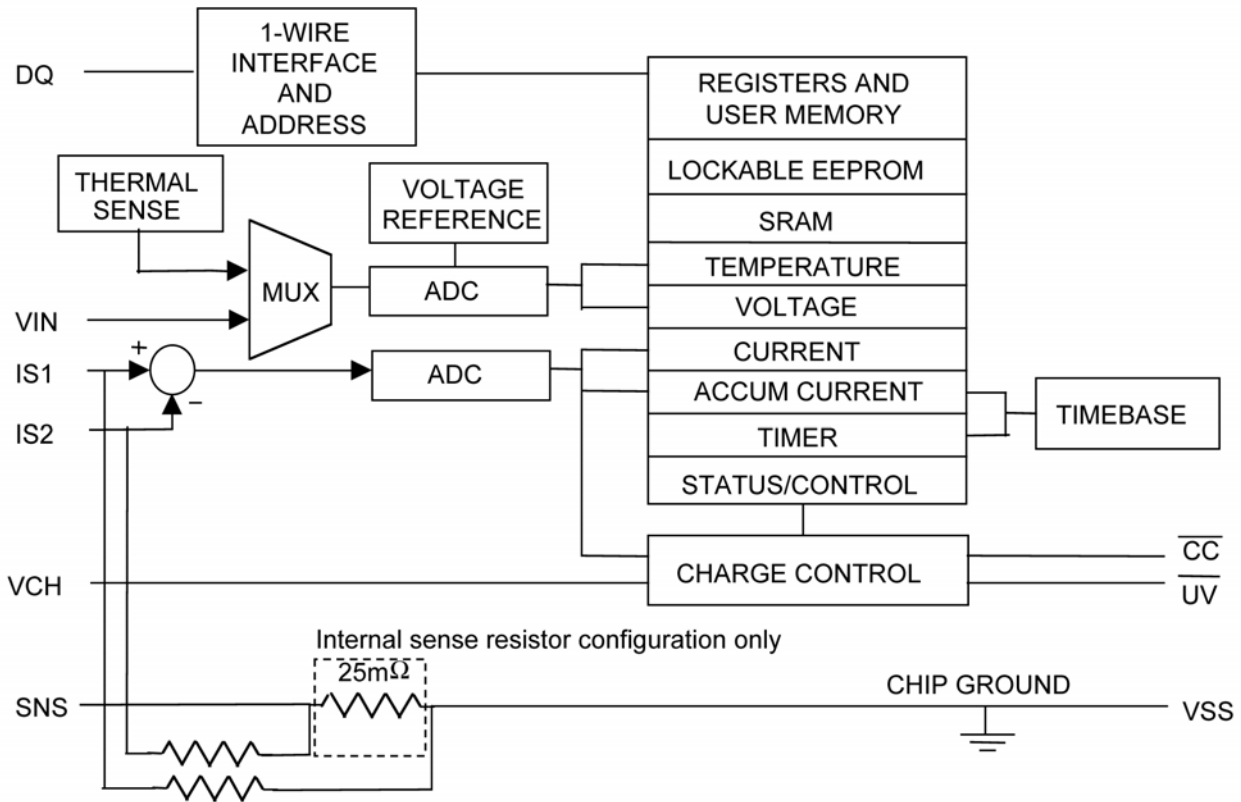 1-WIRE
INTERFACE
AND
ADDRESS
DQ
REGISTERS AND
USER MEMORY
LOCKABLE EEPROM
THERMAL
SENSE
VOLTAGE
REFERENCE
SRAM
MUX
ADC
TEMPERATURE
VOLTAGE
VIN
+
IS1
ADC
CURRENT
ACCUM CURRENT
TIMEBASE
−
IS2
TIMER
STATUS/CONTROL
C̅C̅
CHARGE CONTROL
VCH
U̅V̅
Internal sense resistor configuration only
25mΩ
CHIP GROUND
SNS
VSS